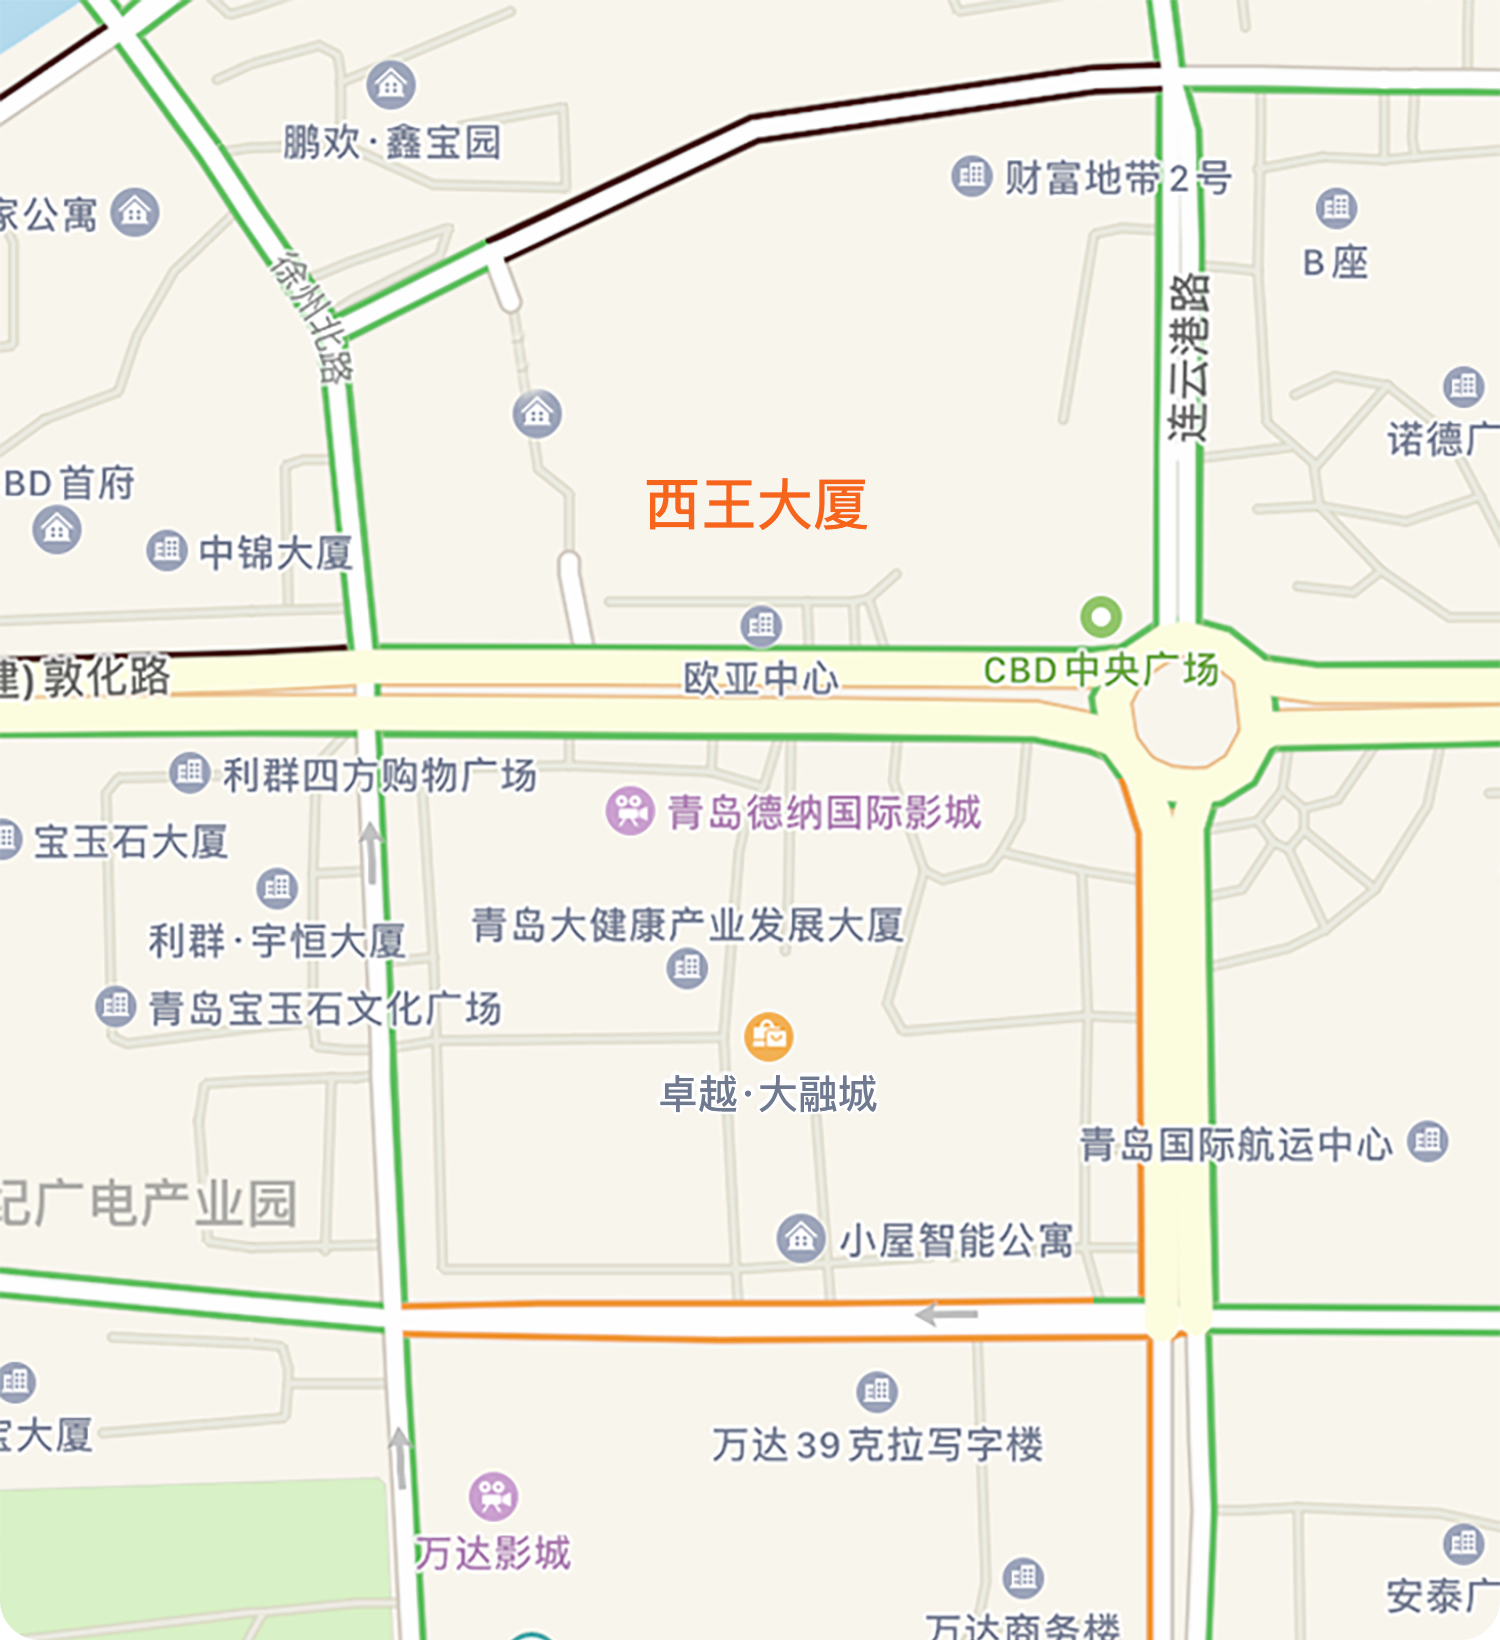 鹏欢·鑫宝园
财富地带2号
家公寓
B座
徐州北路
连云港路
诺德广
BD首府
西王大厦
中锦大厦
欧亚中心
CBD中央广场
建)敦化路
利群四方购物广场
青岛德纳国际影城
宝玉石大厦
青岛大健康产业发展大厦
利群·宇恒大厦
青岛宝玉石文化广场
卓越·大融城
青岛国际航运中心
纪广电产业园
小屋智能公寓
宝大厦
万达39克拉写字楼
万达影城
安泰广
万达商务楼